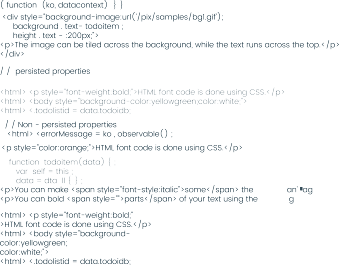 ( function  (ko, datacontext)  } {
<div style="background-image:url('/pix/samples/bg1.gif');
background . text- todoitem ;
height . text - :200px;">
<p>The image can be tiled across the background, while the text runs across the top.</p>
</div>
/ /  persisted properties
<html> <p style="font-weight:bold;">HTML font code is done using CSS.</p>
<html> <body style="background-color:yellowgreen;color:white;">
<html> <.todolistid = data.todoidb;
/ / Non - persisted properties
<html> <errorMessage = ko , observable() ;
<p style="color:orange;">HTML font code is done using CSS.</p>
function todoitem(data) { ;
var self = this ;
data = dta || { } ;
<p>You can make <span style="font-style:italic">some</span> the
<p>You can bold <span style="">parts</span> of your text using the
<html> <p style="font-weight:bold;"
>HTML font code is done using CSS.</p>
<html> <body style="background-
color:yellowgreen;
color:white;">
<html> <.todolistid = data.todoidb;